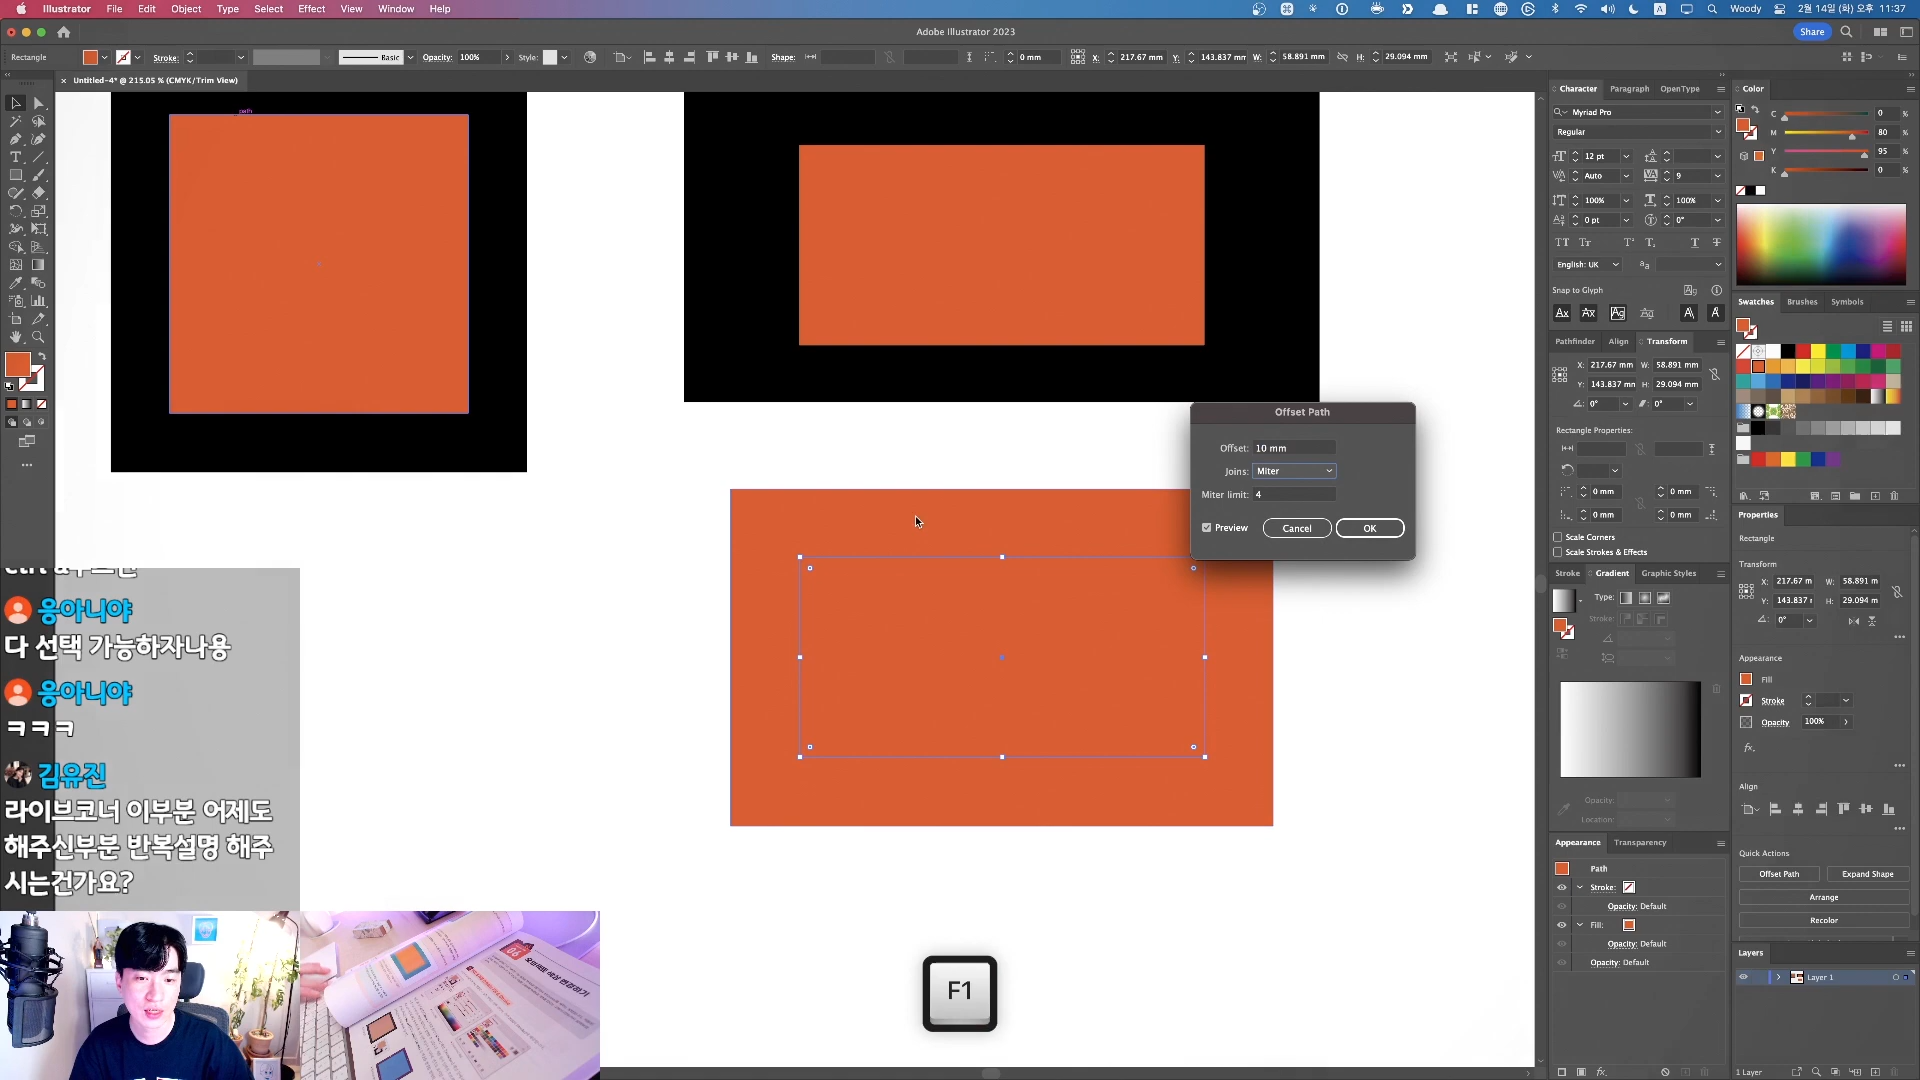 Illustrator File Edit Object Type Select Effect View Window Help
Woody
2월 14일 (화) 오후 11:37
Adobe Illustrator 2023
Share
Rectangle
Stroke:
Basic
Opacity: 100%
Style:
Shape:
0 mm
X: 217.67 mm
Y: 143.837 mm
W: 58.891 mm
H: 29.094 mm
Untitled-4* @ 215.05 % (CMYK/Trim View)
path
Offset Path
Offset: 10 mm
Joins: Miter
Miter limit: 4
Preview
Cancel
OK
응아니야
다 선택 가능하자나용
응아니야
ㅋㅋㅋ
김유진
라이브코너 이부분 어제도
해주신부분 반복설명 해주
시는건가요?
F1
Character Paragraph OpenType
Myriad Pro
Regular
12 pt
Auto
9
100%
100%
0 pt
0°
English: UK
Snap to Glyph
Pathfinder Align Transform
X: 217.67 mm W: 58.891 mm
Y: 143.837 mm H: 29.094 mm
0°
0°
Rectangle Properties:
0 mm
0 mm
0 mm
0 mm
Scale Corners
Scale Strokes & Effects
Stroke Gradient Graphic Styles
Type:
Stroke:
Opacity:
Location:
Appearance Transparency
Path
Stroke:
Opacity: Default
Fill:
Opacity: Default
Opacity: Default
Color
C 0 %
M 80 %
Y 95 %
K 0 %
Swatches Brushes Symbols
Properties
Rectangle
Transform
X: 217.67 m W: 58.891 m
Y: 143.837 H: 29.094 m
0°
Appearance
Fill
Stroke
Opacity 100%
Align
Quick Actions
Offset Path
Expand Shape
Arrange
Recolor
Layers
Layer 1
1 Layer